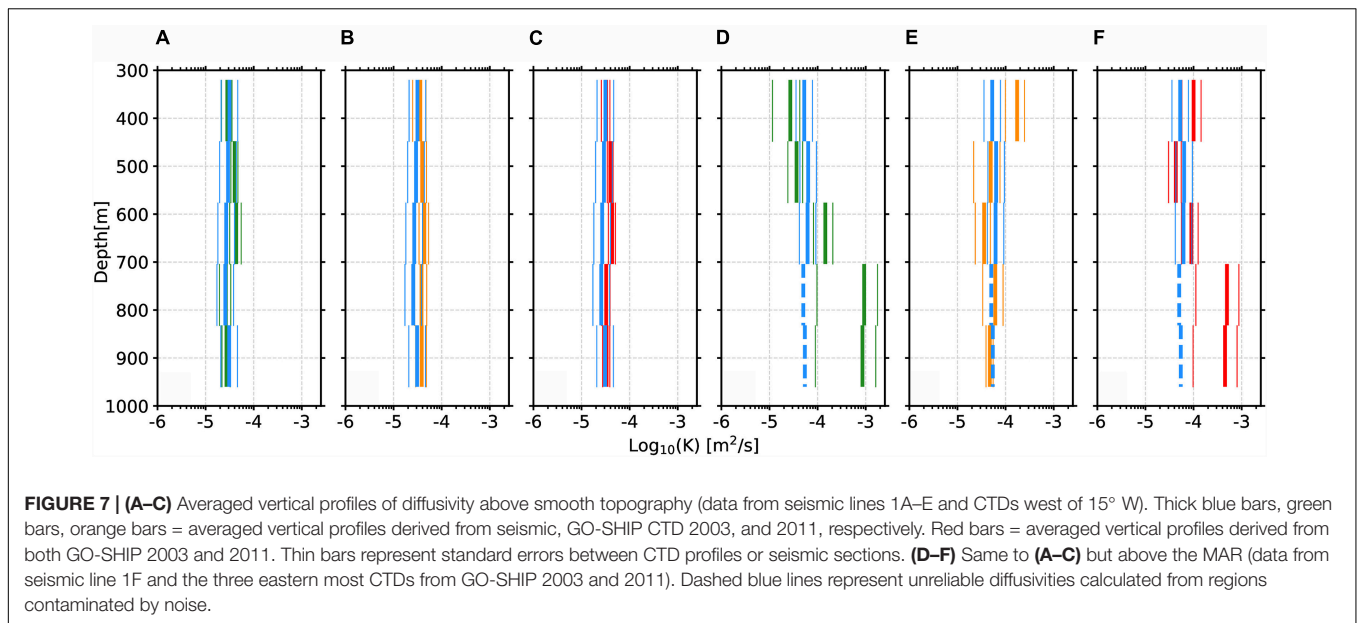 A B C D E F
300
400
500
600
700
800
900
1000
Depth[m]
-6 -5 -4 -3 -6 -5 -4 -3 -6 -5 -4 -3 -6 -5 -4 -3 -6 -5 -4 -3 -6 -5 -4 -3
Log₁₀(K) [m²/s]
FIGURE 7 | (A–C) Averaged vertical profiles of diffusivity above smooth topography (data from seismic lines 1A–E and CTDs west of 15° W). Thick blue bars, green
bars, orange bars = averaged vertical profiles derived from seismic, GO-SHIP CTD 2003, and 2011, respectively. Red bars = averaged vertical profiles derived from
both GO-SHIP 2003 and 2011. Thin bars represent standard errors between CTD profiles or seismic sections. (D–F) Same to (A–C) but above the MAR (data from
seismic line 1F and the three eastern most CTDs from GO-SHIP 2003 and 2011). Dashed blue lines represent unreliable diffusivities calculated from regions
contaminated by noise.